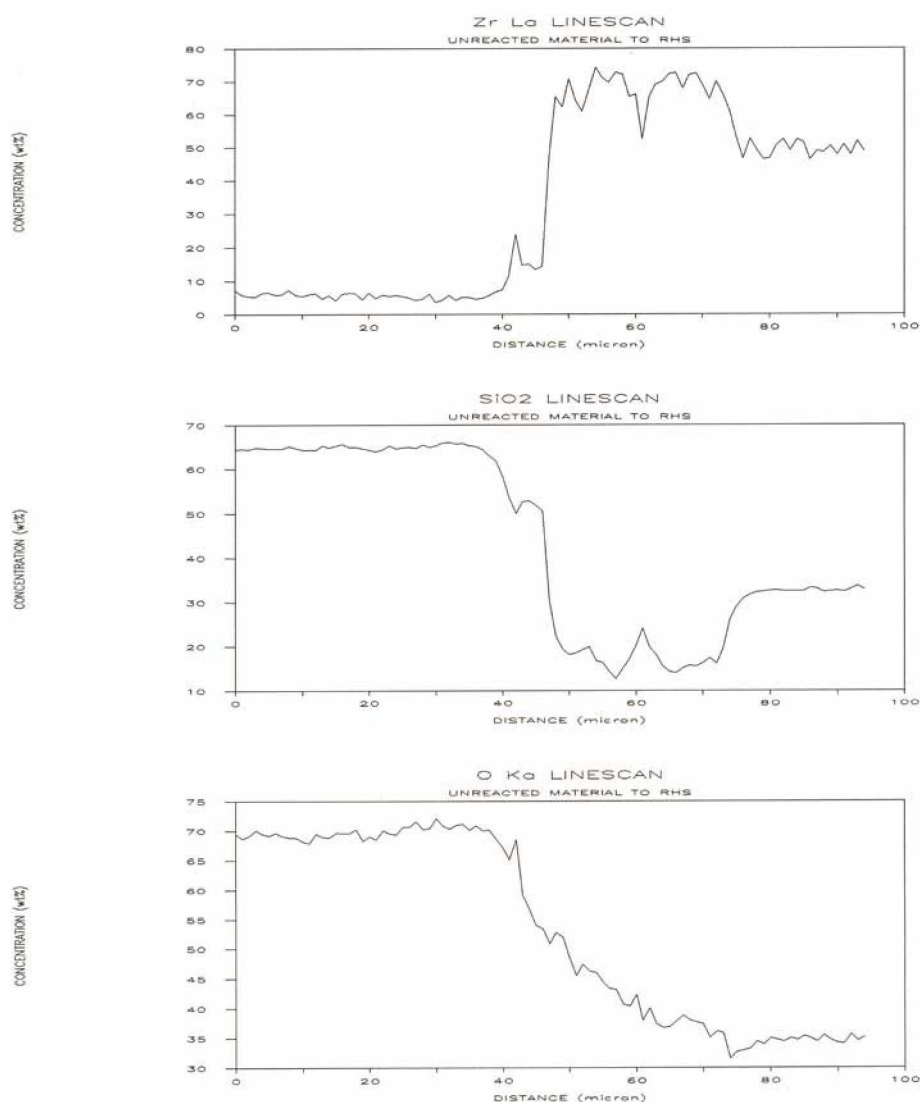 Zr La LINESCAN
UNREACTED MATERIAL TO RHS
CONCENTRATION (wt%)
80
70
60
50
40
30
20
10
0
0 20 40 60 80 100
DISTANCE (micron)
SiO2 LINESCAN
UNREACTED MATERIAL TO RHS
CONCENTRATION (wt%)
70
60
50
40
30
20
10
0 20 40 60 80 100
DISTANCE (micron)
O Ka LINESCAN
UNREACTED MATERIAL TO RHS
CONCENTRATION (wt%)
75
70
65
60
55
50
45
40
35
30
0 20 40 60 80 100
DISTANCE (micron)